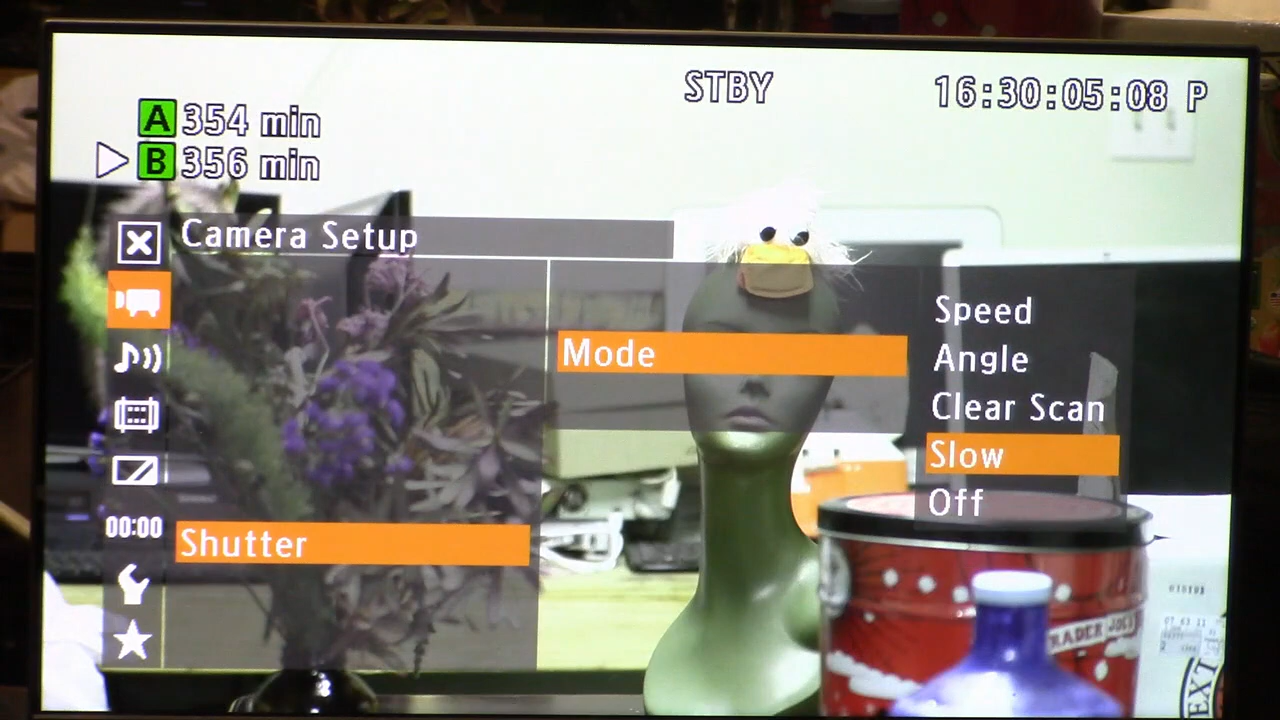 STBY
16:30:05:08 P
A 354 min
B 356 min
Camera Setup
Speed
Mode
Angle
Clear Scan
Slow
Off
00:00
Shutter
TRADER JOE'S